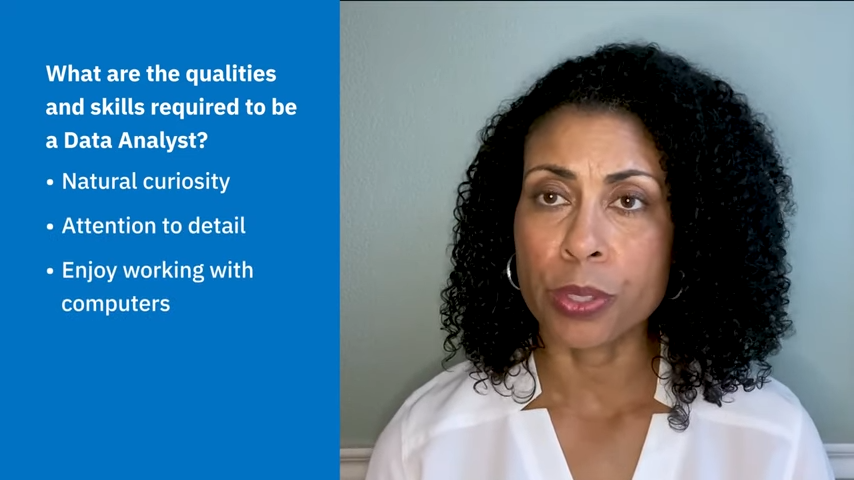 What are the qualities
and skills required to be
a Data Analyst?
• Natural curiosity
• Attention to detail
• Enjoy working with
computers